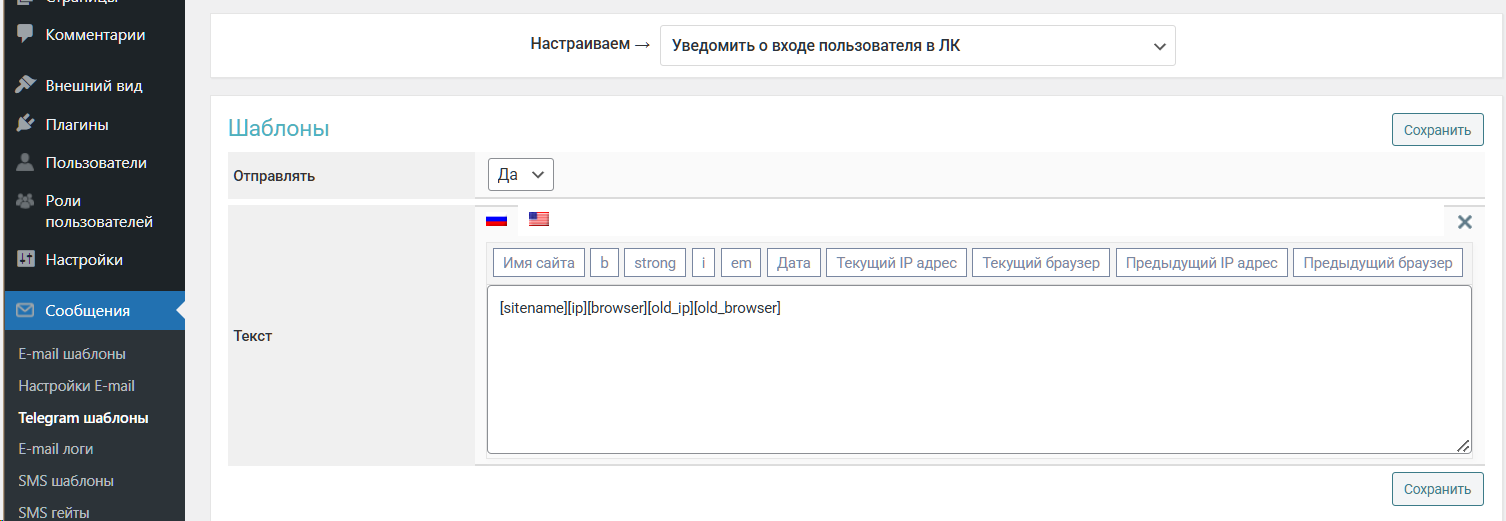 Страницы
Комментарии
Внешний вид
Плагины
Пользователи
Роли
пользователей
Настройки
Сообщения
E-mail шаблоны
Настройки E-mail
Telegram шаблоны
E-mail логи
SMS шаблоны
SMS гейты
Настраиваем → Уведомить о входе пользователя в ЛК
Шаблоны Сохранить
Отправлять Да
Имя сайта b strong i em Дата Текущий IP адрес Текущий браузер Предыдущий IP адрес Предыдущий браузер
[sitename][ip][browser][old_ip][old_browser]
Текст
Сохранить